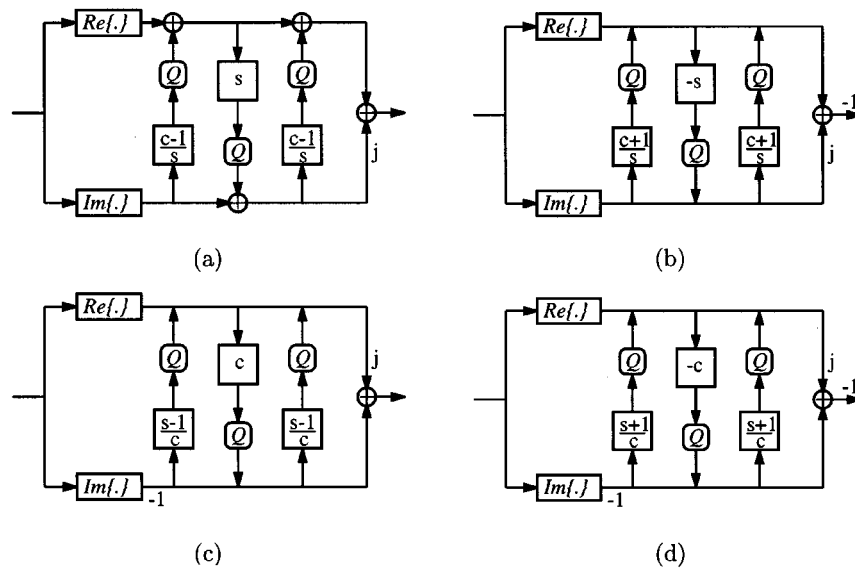 Re{.}
Q
s
Q
Q
c-1
s
c-1
s
j
Im{.}
(a)
Re{.}
Q
-s
Q
Q
c+1
s
c+1
s
-1
j
Im{.}
(b)
Re{.}
Q
c
Q
Q
s-1
c
s-1
c
j
Im{.}
-1
(c)
Re{.}
Q
-c
Q
Q
s+1
c
s+1
c
j
-1
Im{.}
-1
(d)